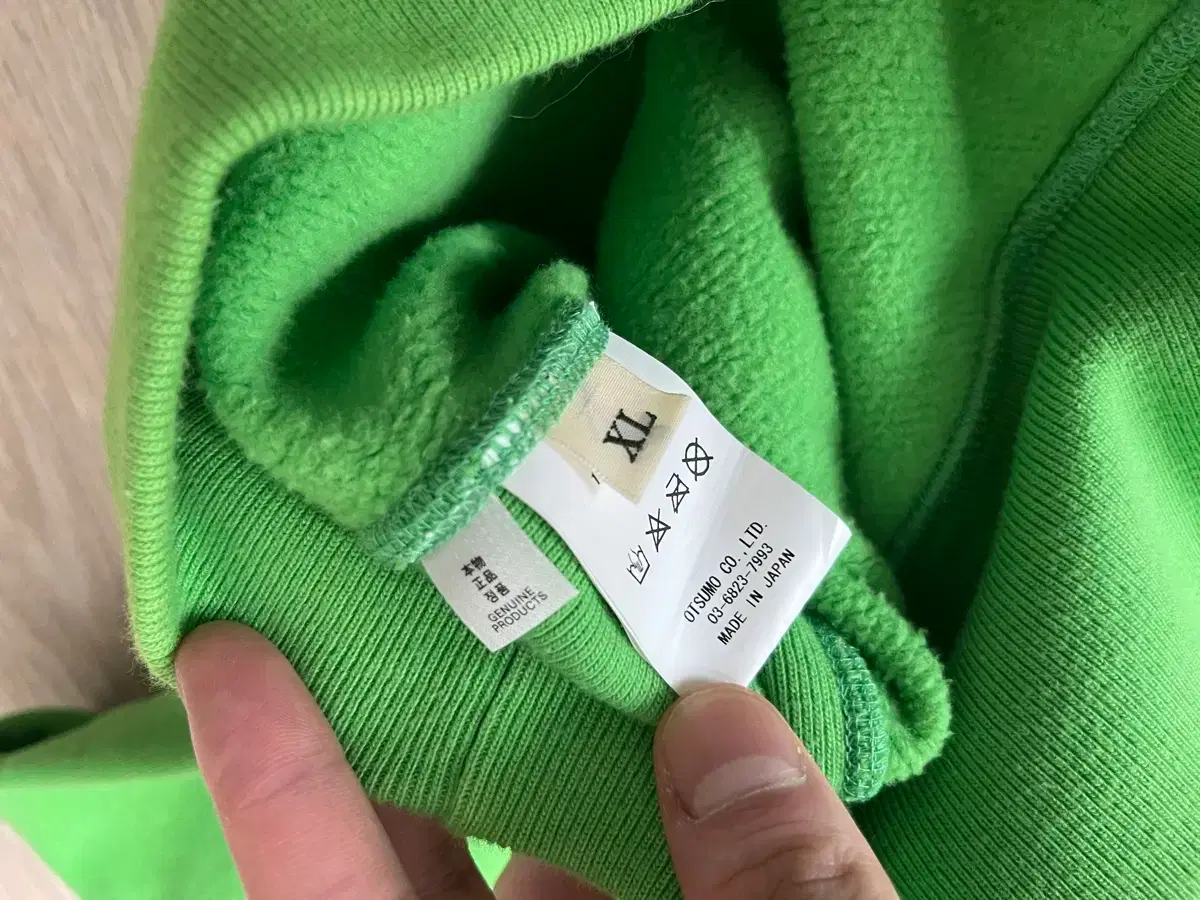 XL
OTSUMO CO.,LTD.
03-6823-7993
MADE IN JAPAN
本物
正品
정품
GENUINE
PRODUCTS